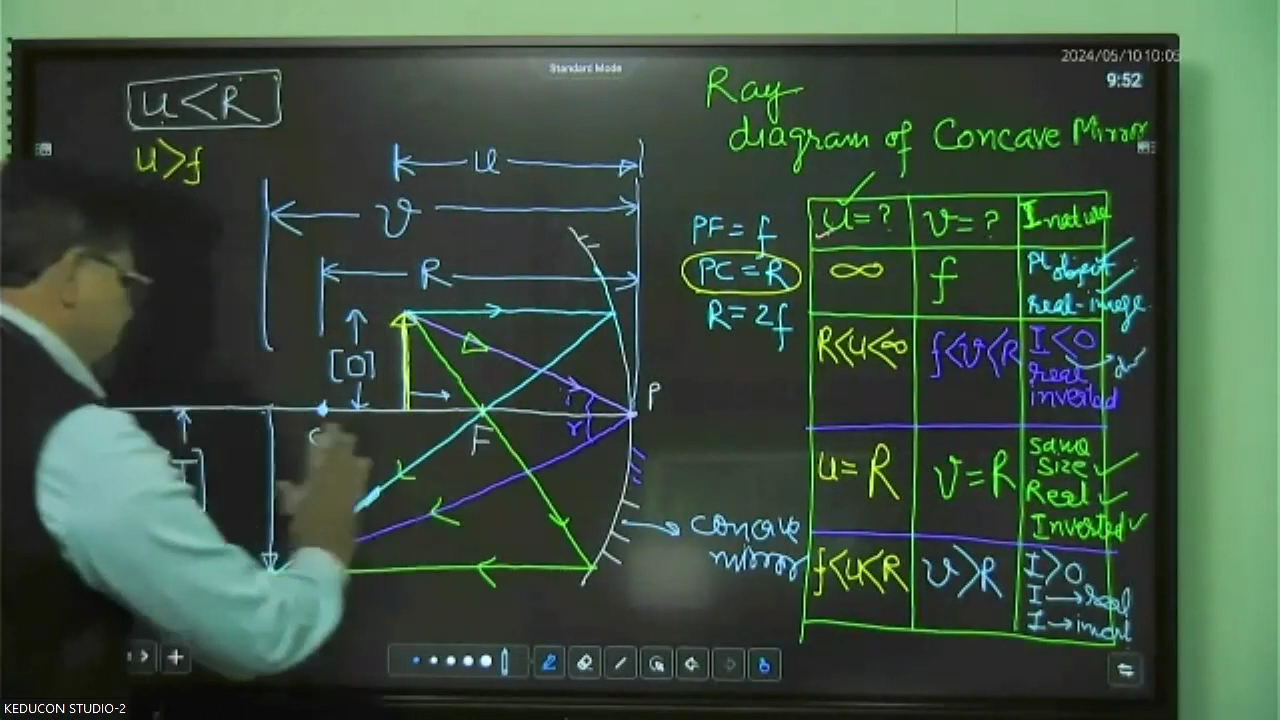 2024/05/10 10:05
Standard Mode
9:52
u<R
u>f
Ray
diagram of Concave Mirror
u
v
R
[O]
PF = f
PC = R
R = 2f
u=? v=? I nature
∞ f Pt object
real-image
R<u<∞ f<v<R I<O
real
inverted
u=R v=R same
size
Real
Inverted
f<u<R v>R I>O
I→real
I→invert
P
F
C
i
r
concave
mirror
KEDUCON STUDIO-2